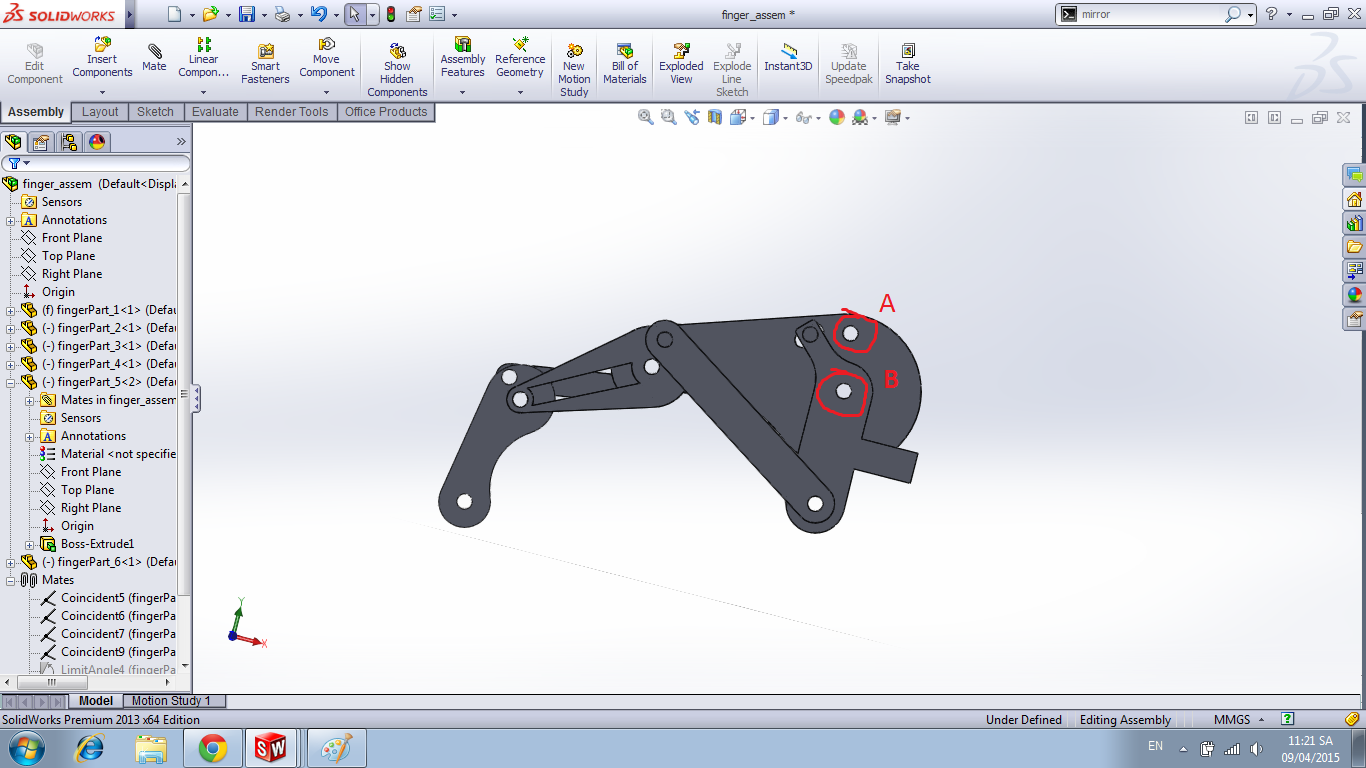 SOLIDWORKS
finger_assem *
mirror
Edit Component
Insert Components
Mate
Linear Compon...
Smart Fasteners
Move Component
Show Hidden Components
Assembly Features
Reference Geometry
New Motion Study
Bill of Materials
Exploded View
Explode Line Sketch
Instant3D
Update Speedpak
Take Snapshot
Assembly
Layout
Sketch
Evaluate
Render Tools
Office Products
finger_assem (Default<Displa
Sensors
Annotations
Front Plane
Top Plane
Right Plane
Origin
(f) fingerPart_1<1> (Defau
(-) fingerPart_2<1> (Defau
(-) fingerPart_3<1> (Defau
(-) fingerPart_4<1> (Defau
(-) fingerPart_5<2> (Defau
Mates in finger_assem
Sensors
Annotations
Material <not specifie
Front Plane
Top Plane
Right Plane
Origin
Boss-Extrude1
(-) fingerPart_6<1> (Defau
Mates
Coincident5 (fingerPa
Coincident6 (fingerPa
Coincident7 (fingerPa
Coincident9 (fingerPa
LimitAngle4 (fingerPa
A
B
Y
X
Model
Motion Study 1
SolidWorks Premium 2013 x64 Edition
Under Defined
Editing Assembly
MMGS
EN
11:21 SA
09/04/2015